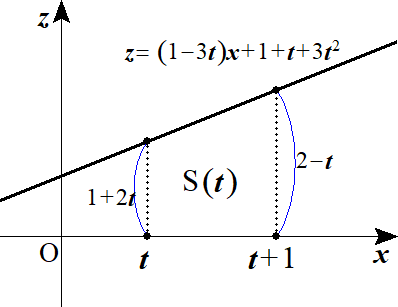 z
z= (1−3t)x+1+t+3t²
2−t
S(t)
1+2t
O
t
t+1
x